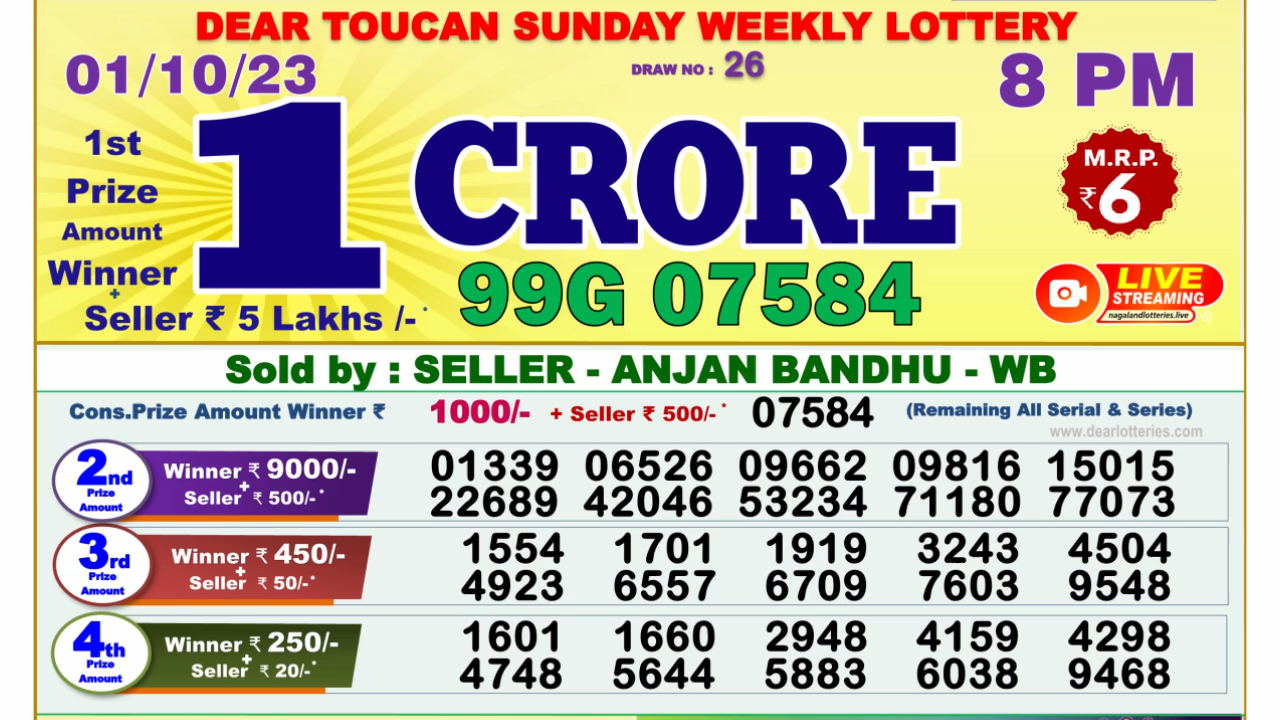 DEAR TOUCAN SUNDAY WEEKLY LOTTERY
01/10/23
DRAW NO : 26
8 PM
1st
Prize
Amount
Winner
+
Seller ₹ 5 Lakhs /-*
1 CRORE
99G 07584
M.R.P.
₹6
LIVE
STREAMING
nagalandlotteries.live
Sold by : SELLER - ANJAN BANDHU - WB
Cons.Prize Amount Winner ₹ 1000/- + Seller ₹ 500/-* 07584 (Remaining All Serial & Series)
www.dearlotteries.com
2nd
Prize
Amount
Winner ₹ 9000/-
+
Seller ₹ 500/-*
01339 06526 09662 09816 15015
22689 42046 53234 71180 77073
3rd
Prize
Amount
Winner ₹ 450/-
+
Seller ₹ 50/-*
1554 1701 1919 3243 4504
4923 6557 6709 7603 9548
4th
Prize
Amount
Winner ₹ 250/-
+
Seller ₹ 20/-*
1601 1660 2948 4159 4298
4748 5644 5883 6038 9468